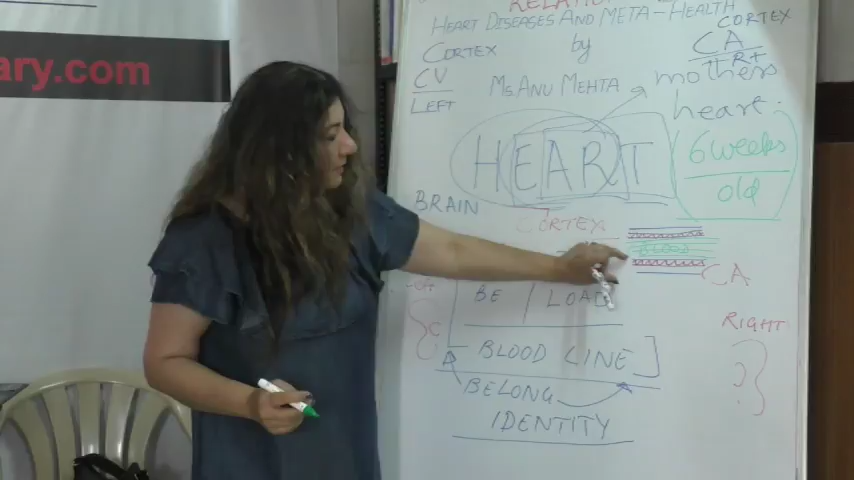 RELATION
HEART DISEASES AND META-HEALTH
CORTEX
CV
LEFT
by
Ms. ANU MEHTA
CORTEX
CA
RT
mothers
heart.
HEART
6 weeks
old
BRAIN
CORTEX
BLOOD
CA
BE / LOAD
BLOOD LINE
BELONG
IDENTITY
RIGHT
?
ary.com